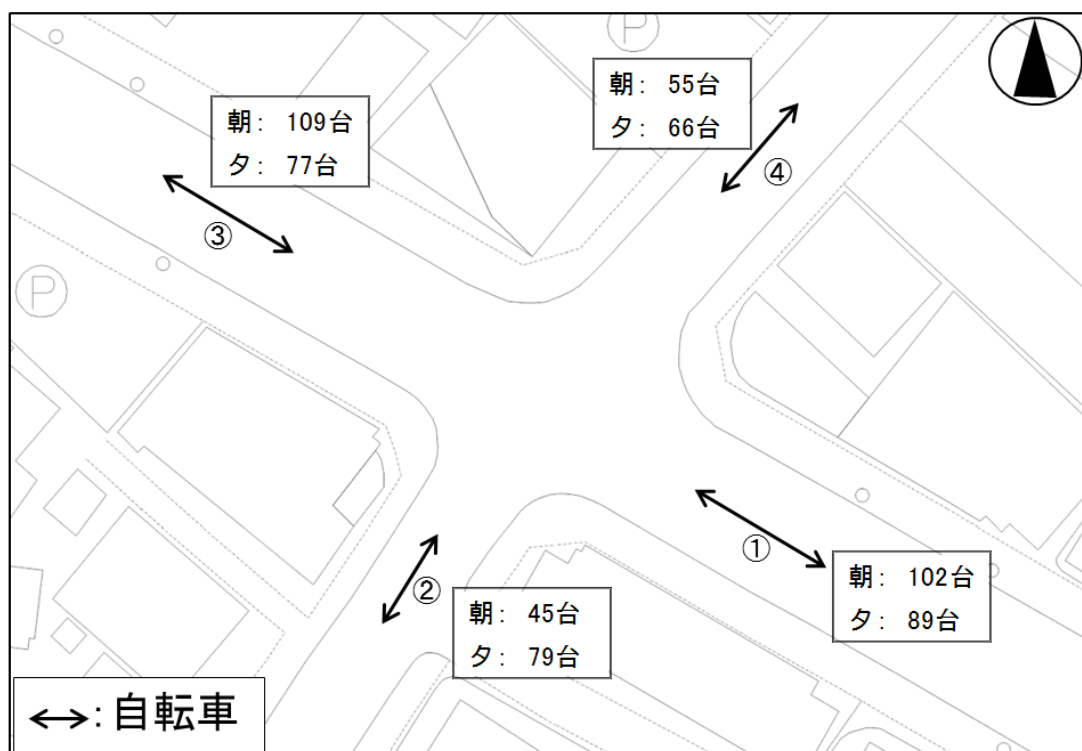 P
朝: 55台
夕: 66台
④
朝: 109台
夕: 77台
③
P
①
朝: 102台
夕: 89台
②
朝: 45台
夕: 79台
↔:自転車